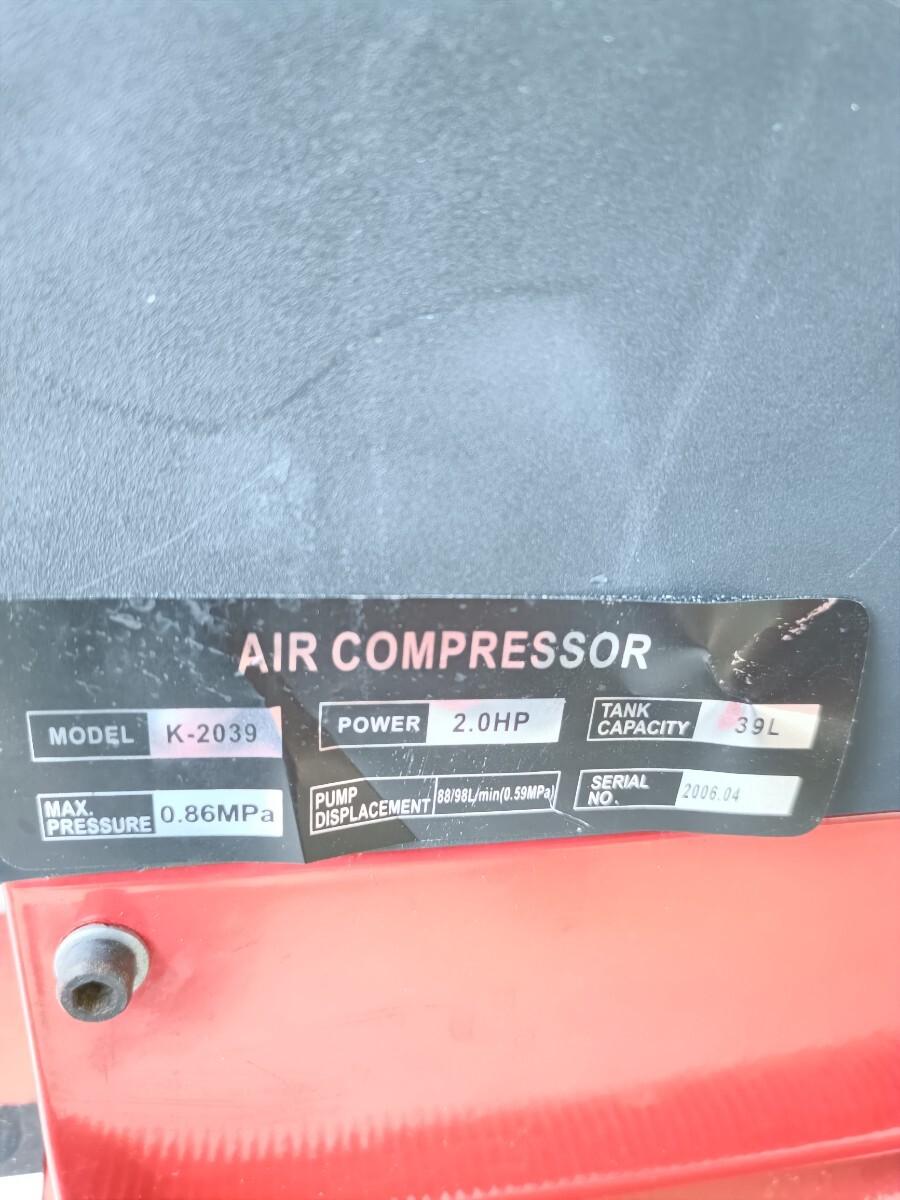 AIR COMPRESSOR
MODEL K-2039
POWER 2.0HP
TANK
CAPACITY 39L
MAX.
PRESSURE 0.86MPa
PUMP
DISPLACEMENT 88/98L/min(0.59MPa)
SERIAL
NO. 2006.04